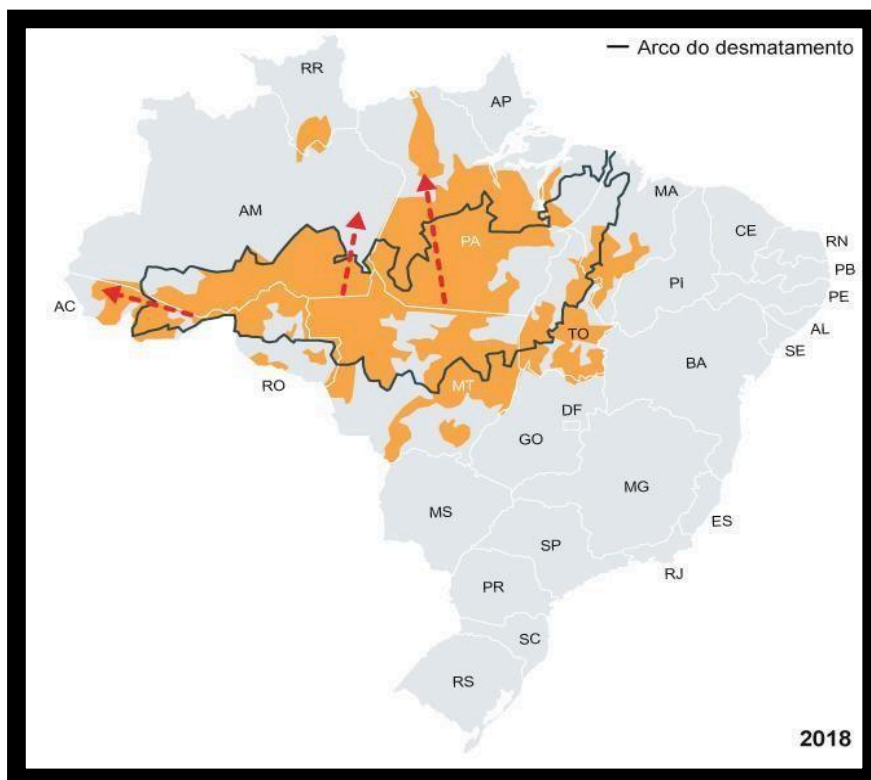 Arco do desmatamento
RR
AP
AM
PA
MA
CE
RN
PB
PI
PE
AC
AL
TO
SE
RO
BA
MT
DF
GO
MG
MS
ES
SP
RJ
PR
SC
RS
2018